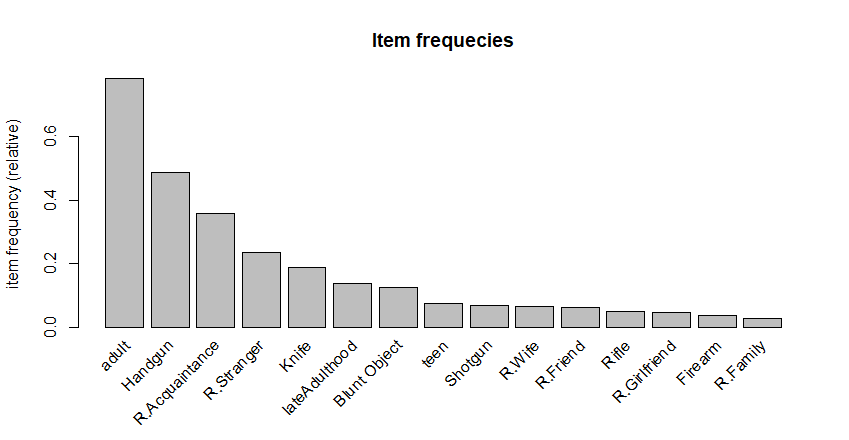 Item frequecies
item frequency (relative)
0.6
0.4
0.2
0.0
adult
Handgun
R.Acquaintance
R.Stranger
Knife
lateAdulthood
Blunt Object
teen
Shotgun
R.Wife
R.Friend
Rifle
R.Girlfriend
Firearm
R.Family